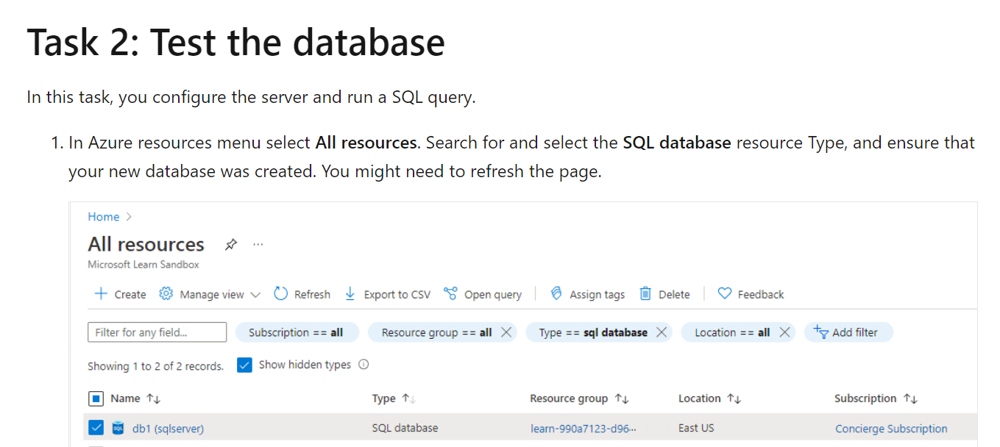 Task 2: Test the database
In this task, you configure the server and run a SQL query.
1. In Azure resources menu select All resources. Search for and select the SQL database resource Type, and ensure that
your new database was created. You might need to refresh the page.
Home >
All resources ...
Microsoft Learn Sandbox
+ Create Manage view Refresh Export to CSV Open query Assign tags Delete Feedback
Filter for any field... Subscription == all Resource group == all Type == sql database Location == all Add filter
Showing 1 to 2 of 2 records. Show hidden types
Name Type Resource group Location Subscription
SQL db1 (sqlserver) SQL database learn-990a7123-d96... East US Concierge Subscription